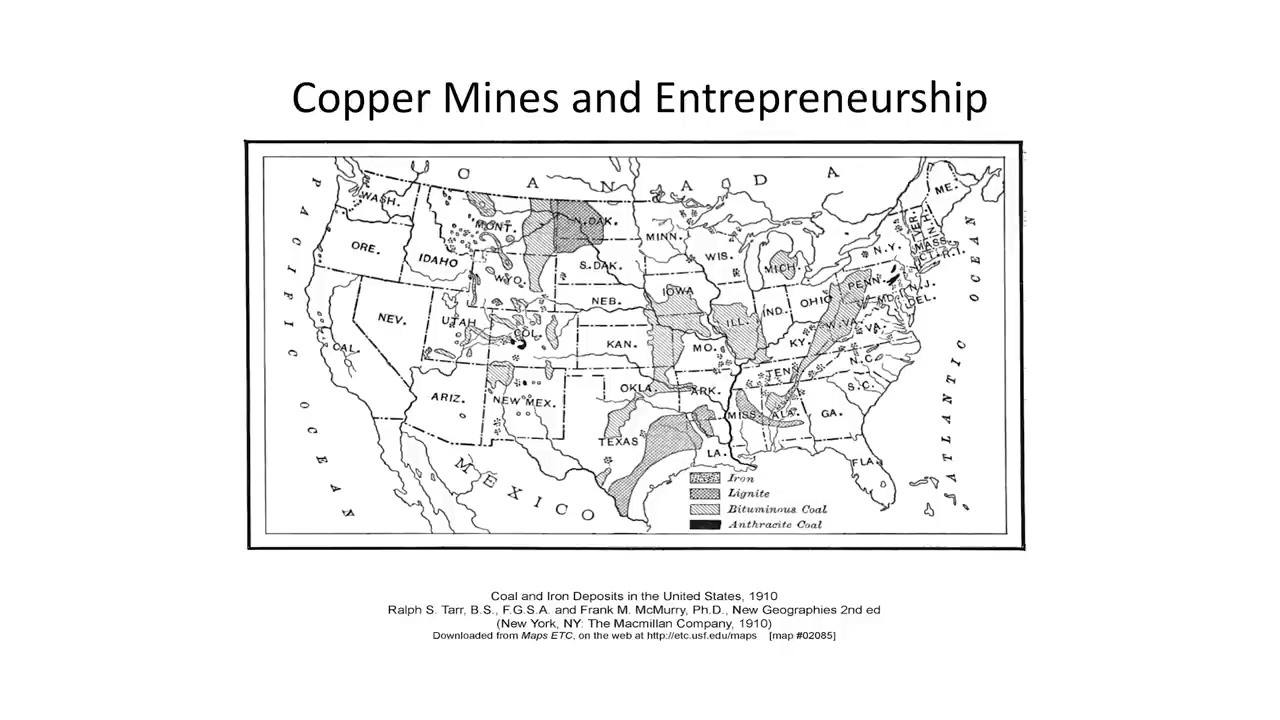 Copper Mines and Entrepreneurship
C A N A D A
PACIFIC OCEAN
ATLANTIC OCEAN
MEXICO
WASH.
ORE.
CAL.
IDAHO
NEV.
MONT.
WYO.
UTAH
COL.
ARIZ.
NEW MEX.
N.DAK.
S.DAK.
NEB.
KAN.
OKLA.
TEXAS
MINN.
IOWA
MO.
ARK.
LA.
WIS.
ILL.
MICH.
IND.
OHIO
KY.
TEN.
MISS.
ALA.
GA.
FLA.
S.C.
N.C.
VA.
W.VA.
MD.
DEL.
N.J.
PENN.
N.Y.
VER.
N.H.
MASS.
CT.
R.I.
ME.
Iron
Lignite
Bituminous Coal
Anthracite Coal
Coal and Iron Deposits in the United States, 1910
Ralph S. Tarr, B.S., F.G.S.A. and Frank M. McMurry, Ph.D., New Geographies 2nd ed
(New York, NY: The Macmillan Company, 1910)
Downloaded from Maps ETC, on the web at http://etc.usf.edu/maps [map #02085]